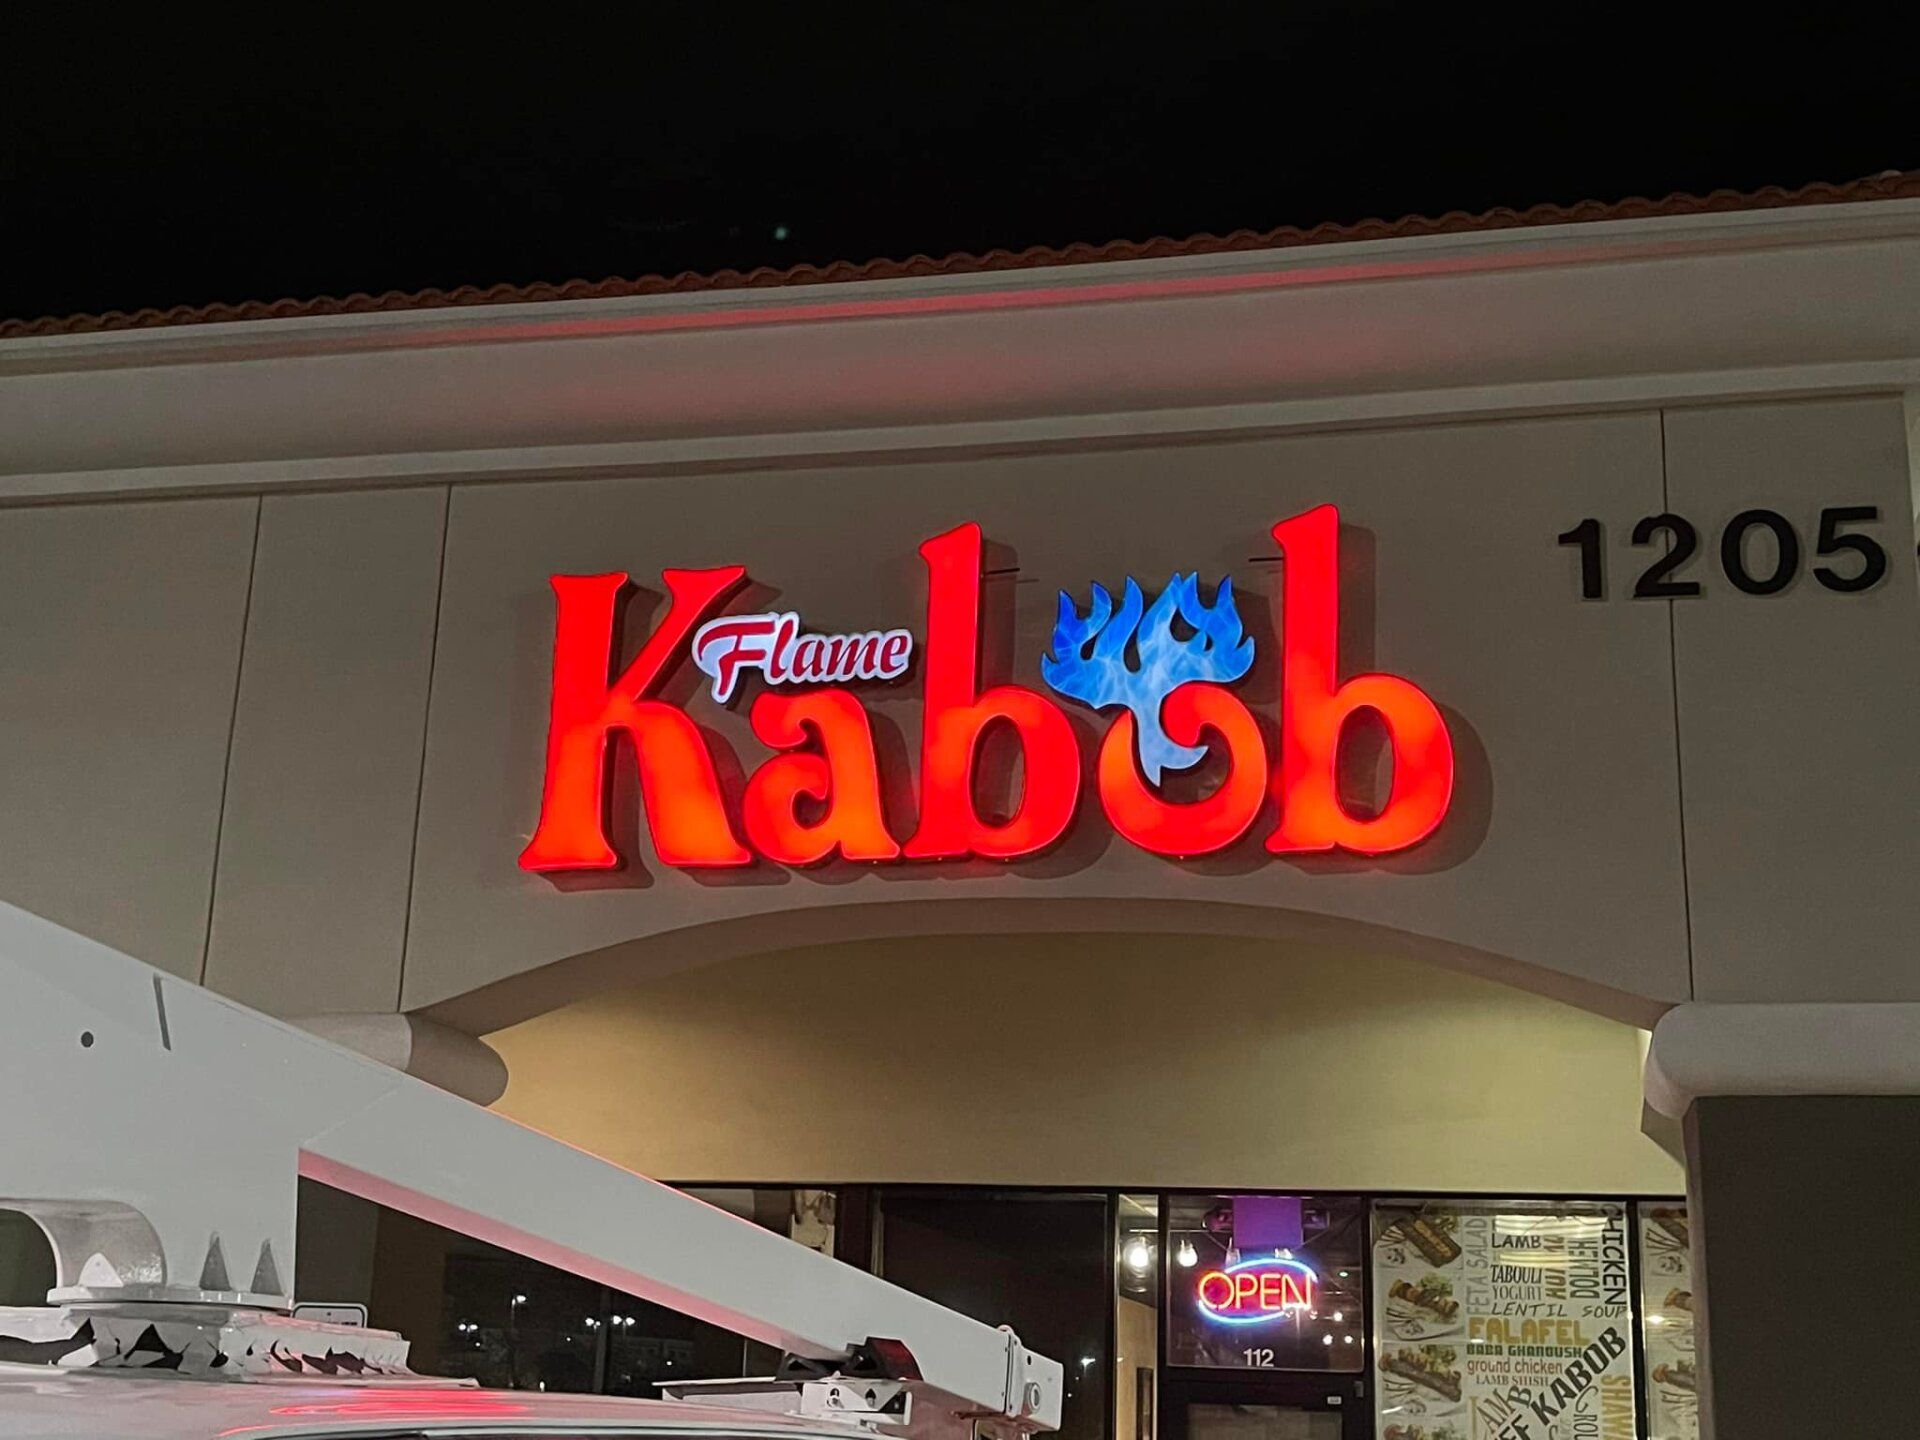 Flame
Kabob
1205
OPEN
112
CHICKEN
FETA SALAD
LAMB
TABOULI
YOGURT
DOLMEH
LENTIL SOUP
FALAFEL
BABA GHANOUSH
ground chicken
LAMB SHISH
KABOB